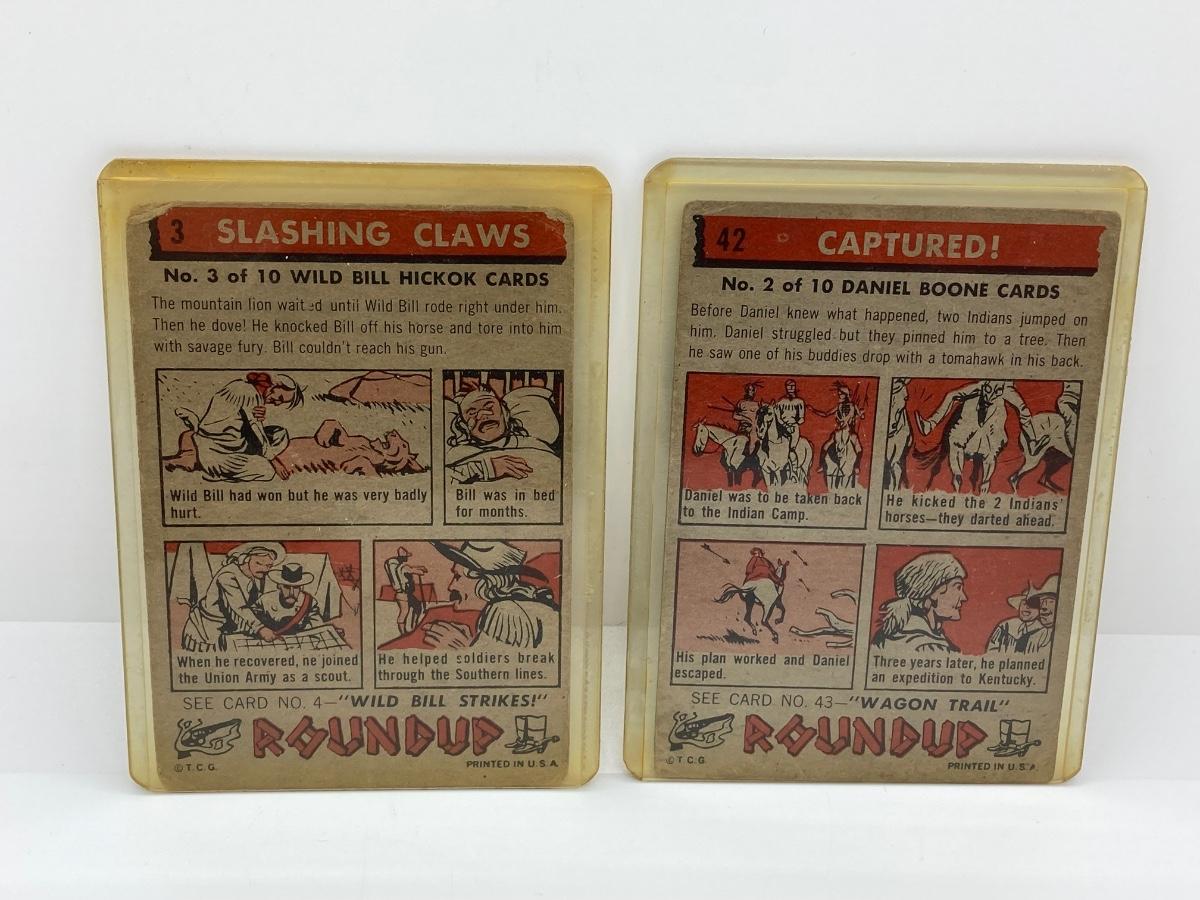 3 SLASHING CLAWS
No. 3 of 10 WILD BILL HICKOK CARDS
The mountain lion waited until Wild Bill rode right under him.
Then he dove! He knocked Bill off his horse and tore into him
with savage fury. Bill couldn't reach his gun.
Wild Bill had won but he was very badly
hurt.
Bill was in bed
for months.
When he recovered, he joined
the Union Army as a scout.
He helped soldiers break
through the Southern lines.
SEE CARD NO. 4—"WILD BILL STRIKES!"
ROUNDUP
©T.C.G.
PRINTED IN U.S.A.
42 CAPTURED!
No. 2 of 10 DANIEL BOONE CARDS
Before Daniel knew what happened, two Indians jumped on
him. Daniel struggled but they pinned him to a tree. Then
he saw one of his buddies drop with a tomahawk in his back.
Daniel was to be taken back
to the Indian Camp.
He kicked the 2 Indians'
horses—they darted ahead.
His plan worked and Daniel
escaped.
Three years later, he planned
an expedition to Kentucky.
SEE CARD NO. 43—"WAGON TRAIL"
ROUNDUP
©T.C.G.
PRINTED IN U.S.A.